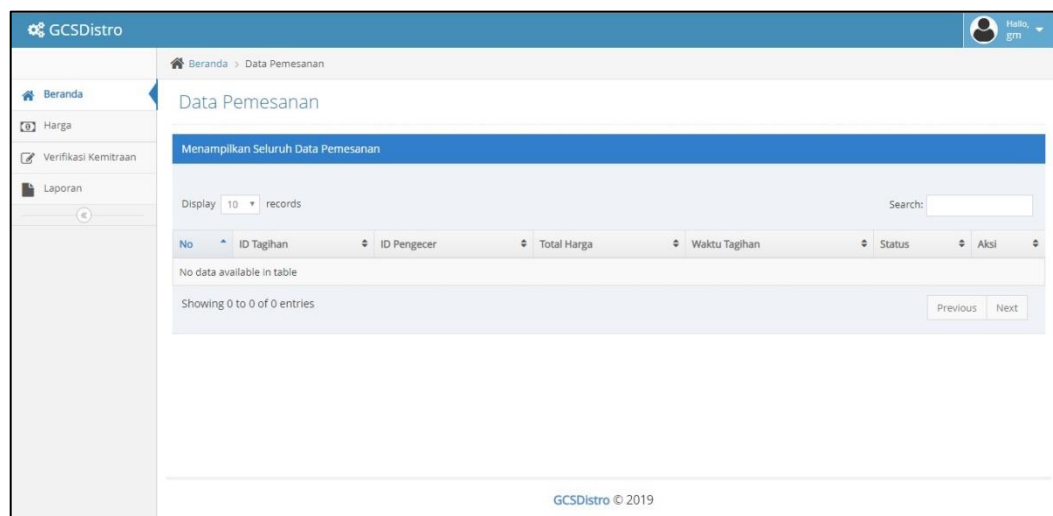 GCSDistro
Hallo,
gm
Beranda > Data Pemesanan
Beranda
Harga
Verifikasi Kemitraan
Laporan
Data Pemesanan
Menampilkan Seluruh Data Pemesanan
Display 10 records
Search:
No ID Tagihan ID Pengecer Total Harga Waktu Tagihan Status Aksi
No data available in table
Showing 0 to 0 of 0 entries
Previous Next
GCSDistro © 2019